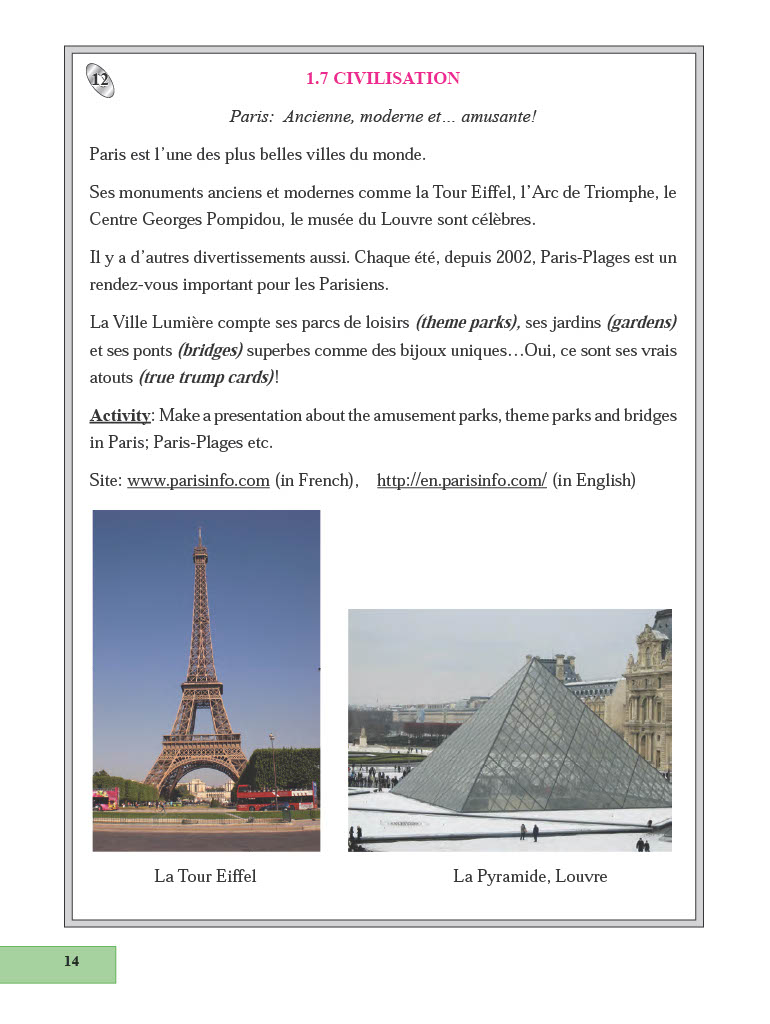 12
1.7 CIVILISATION
Paris: Ancienne, moderne et... amusante!
Paris est l'une des plus belles villes du monde.
Ses monuments anciens et modernes comme la Tour Eiffel, l'Arc de Triomphe, le
Centre Georges Pompidou, le musée du Louvre sont célèbres.
Il y a d'autres divertissements aussi. Chaque été, depuis 2002, Paris-Plages est un
rendez-vous important pour les Parisiens.
La Ville Lumière compte ses parcs de loisirs (theme parks), ses jardins (gardens)
et ses ponts (bridges) superbes comme des bijoux uniques...Oui, ce sont ses vrais
atouts (true trump cards)!
Activity: Make a presentation about the amusement parks, theme parks and bridges
in Paris; Paris-Plages etc.
Site: www.parisinfo.com (in French), http://en.parisinfo.com/ (in English)
La Tour Eiffel
La Pyramide, Louvre
14